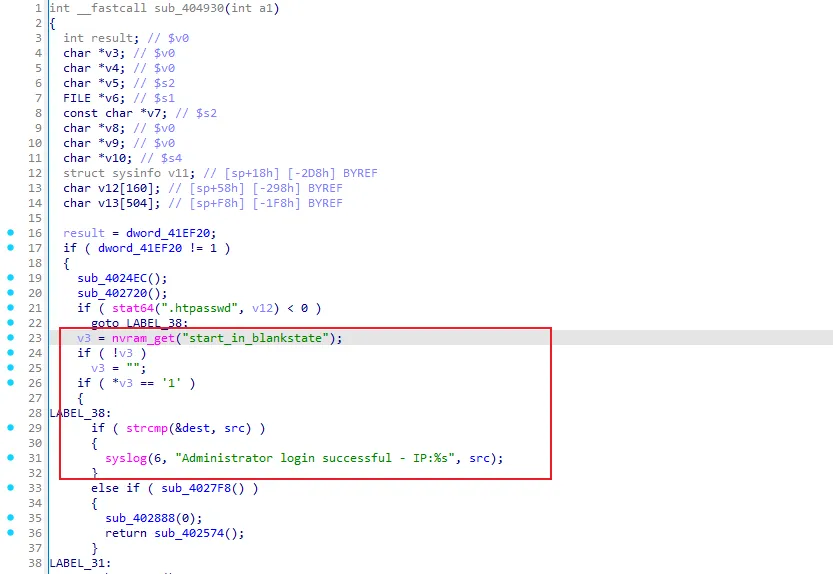 1 int __fastcall sub_404930(int a1)
2 {
3 int result; // $v0
4 char *v3; // $v0
5 char *v4; // $v0
6 char *v5; // $s2
7 FILE *v6; // $s1
8 const char *v7; // $s2
9 char *v8; // $v0
10 char *v9; // $v0
11 char *v10; // $s4
12 struct sysinfo v11; // [sp+18h] [-2D8h] BYREF
13 char v12[160]; // [sp+58h] [-298h] BYREF
14 char v13[504]; // [sp+F8h] [-1F8h] BYREF
15
16 result = dword_41EF20;
17 if ( dword_41EF20 != 1 )
18 {
19 sub_4024EC();
20 sub_402720();
21 if ( stat64(".htpasswd", v12) < 0 )
22 goto LABEL_38;
23 v3 = nvram_get("start_in_blankstate");
24 if ( !v3 )
25 v3 = "";
26 if ( *v3 == '1' )
27 {
28 LABEL_38:
29 if ( strcmp(&dest, src) )
30 {
31 syslog(6, "Administrator login successful - IP:%s", src);
32 }
33 else if ( sub_4027F8() )
34 {
35 sub_402888(0);
36 return sub_402574();
37 }
38 LABEL_31: